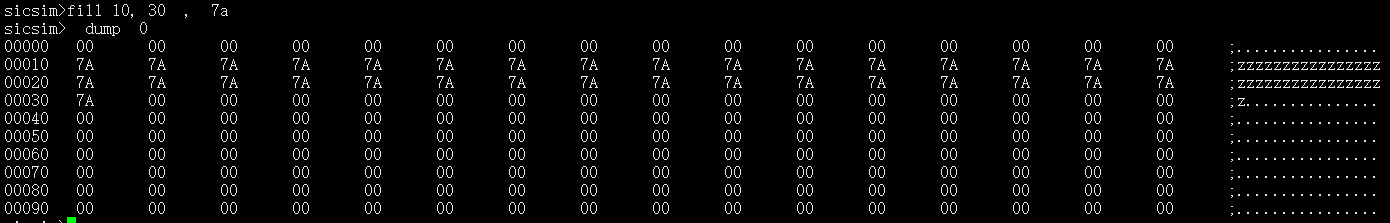 sicsim>fill 10, 30  ,  7a
sicsim>  dump  0
00000 00 00 00 00 00 00 00 00 00 00 00 00 00 00 00 00 ;................
00010 7A 7A 7A 7A 7A 7A 7A 7A 7A 7A 7A 7A 7A 7A 7A 7A ;zzzzzzzzzzzzzzzz
00020 7A 7A 7A 7A 7A 7A 7A 7A 7A 7A 7A 7A 7A 7A 7A 7A ;zzzzzzzzzzzzzzzz
00030 7A 00 00 00 00 00 00 00 00 00 00 00 00 00 00 00 ;z...............
00040 00 00 00 00 00 00 00 00 00 00 00 00 00 00 00 00 ;................
00050 00 00 00 00 00 00 00 00 00 00 00 00 00 00 00 00 ;................
00060 00 00 00 00 00 00 00 00 00 00 00 00 00 00 00 00 ;................
00070 00 00 00 00 00 00 00 00 00 00 00 00 00 00 00 00 ;................
00080 00 00 00 00 00 00 00 00 00 00 00 00 00 00 00 00 ;................
00090 00 00 00 00 00 00 00 00 00 00 00 00 00 00 00 00 ;................